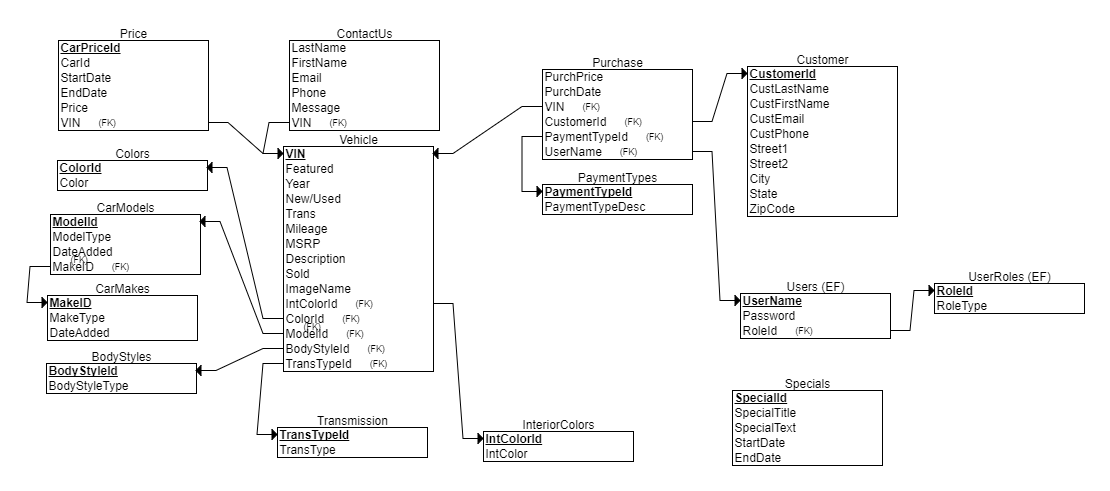 Price
CarPriceId
CarId
StartDate
EndDate
Price
VIN (FK)
ContactUs
LastName
FirstName
Email
Phone
Message
VIN (FK)
Purchase
PurchPrice
PurchDate
VIN (FK)
CustomerId (FK)
PaymentTypeId (FK)
UserName (FK)
Customer
CustomerId
CustLastName
CustFirstName
CustEmail
CustPhone
Street1
Street2
City
State
ZipCode
Colors
ColorId
Color
Vehicle
VIN
Featured
Year
New/Used
Trans
Mileage
MSRP
Description
Sold
ImageName
IntColorId (FK)
ColorId (FK)
(FK)
ModelId (FK)
BodyStyleId (FK)
TransTypeId (FK)
PaymentTypes
PaymentTypeId
PaymentTypeDesc
CarModels
ModelId
ModelType
DateAdded
(FK)
MakeID (FK)
CarMakes
MakeID
MakeType
DateAdded
Users (EF)
UserName
Password
RoleId (FK)
UserRoles (EF)
RoleId
RoleType
BodyStyles
BodyStyleId
BodyStyleType
Transmission
TransTypeId
TransType
InteriorColors
IntColorId
IntColor
Specials
SpecialId
SpecialTitle
SpecialText
StartDate
EndDate